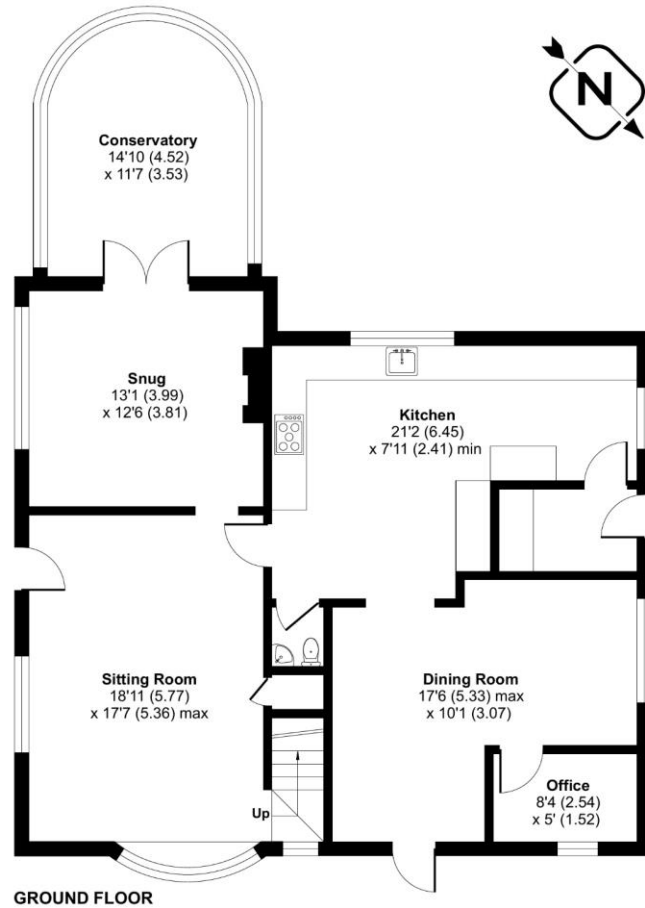 N
Conservatory
14'10 (4.52)
x 11'7 (3.53)
Snug
13'1 (3.99)
x 12'6 (3.81)
Kitchen
21'2 (6.45)
x 7'11 (2.41) min
Sitting Room
18'11 (5.77)
x 17'7 (5.36) max
Dining Room
17'6 (5.33) max
x 10'1 (3.07)
Office
8'4 (2.54)
x 5' (1.52)
Up
GROUND FLOOR